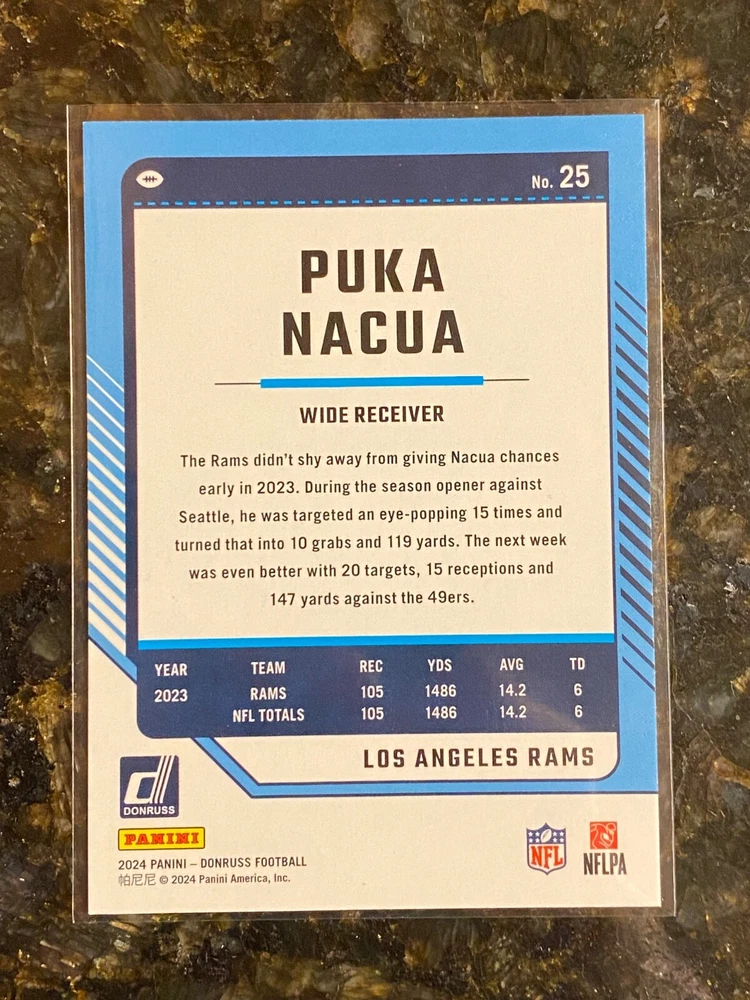 No. 25
PUKA
NACUA
WIDE RECEIVER
The Rams didn't shy away from giving Nacua chances
early in 2023. During the season opener against
Seattle, he was targeted an eye-popping 15 times and
turned that into 10 grabs and 119 yards. The next week
was even better with 20 targets, 15 receptions and
147 yards against the 49ers.
YEAR TEAM REC YDS AVG TD
2023 RAMS 105 1486 14.2 6
NFL TOTALS 105 1486 14.2 6
LOS ANGELES RAMS
d
DONRUSS
PANINI
2024 PANINI – DONRUSS FOOTBALL
帕尼尼 © 2024 Panini America, Inc.
NFL
NFLPA